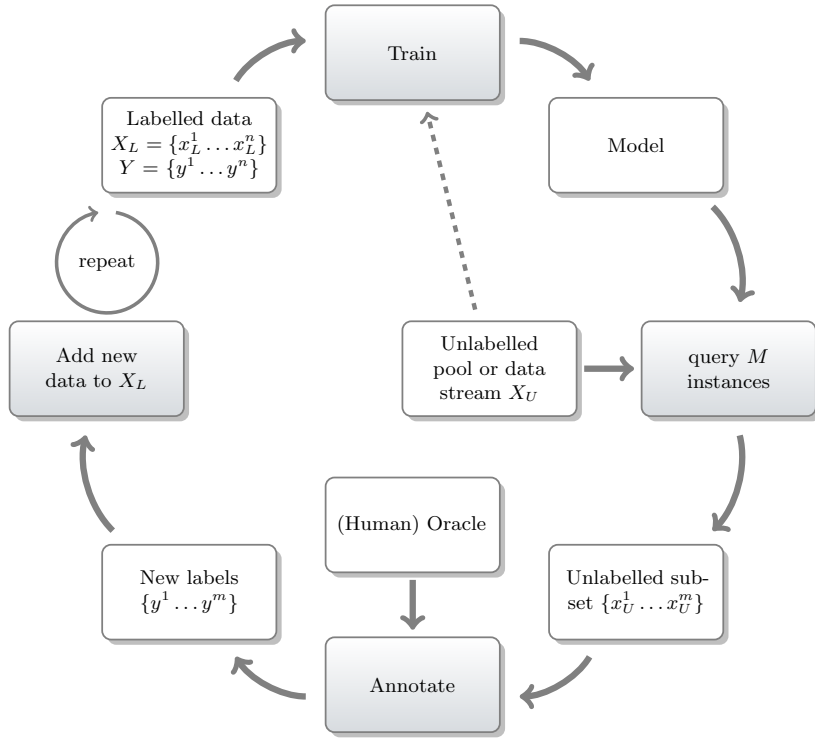 Train
Labelled data
X_L = {x_L^1 … x_L^n}
Y = {y^1 … y^n}
Model
repeat
Add new
data to X_L
Unlabelled
pool or data
stream X_U
query M
instances
(Human) Oracle
New labels
{y^1 … y^m}
Unlabelled sub-
set {x_U^1 … x_U^m}
Annotate